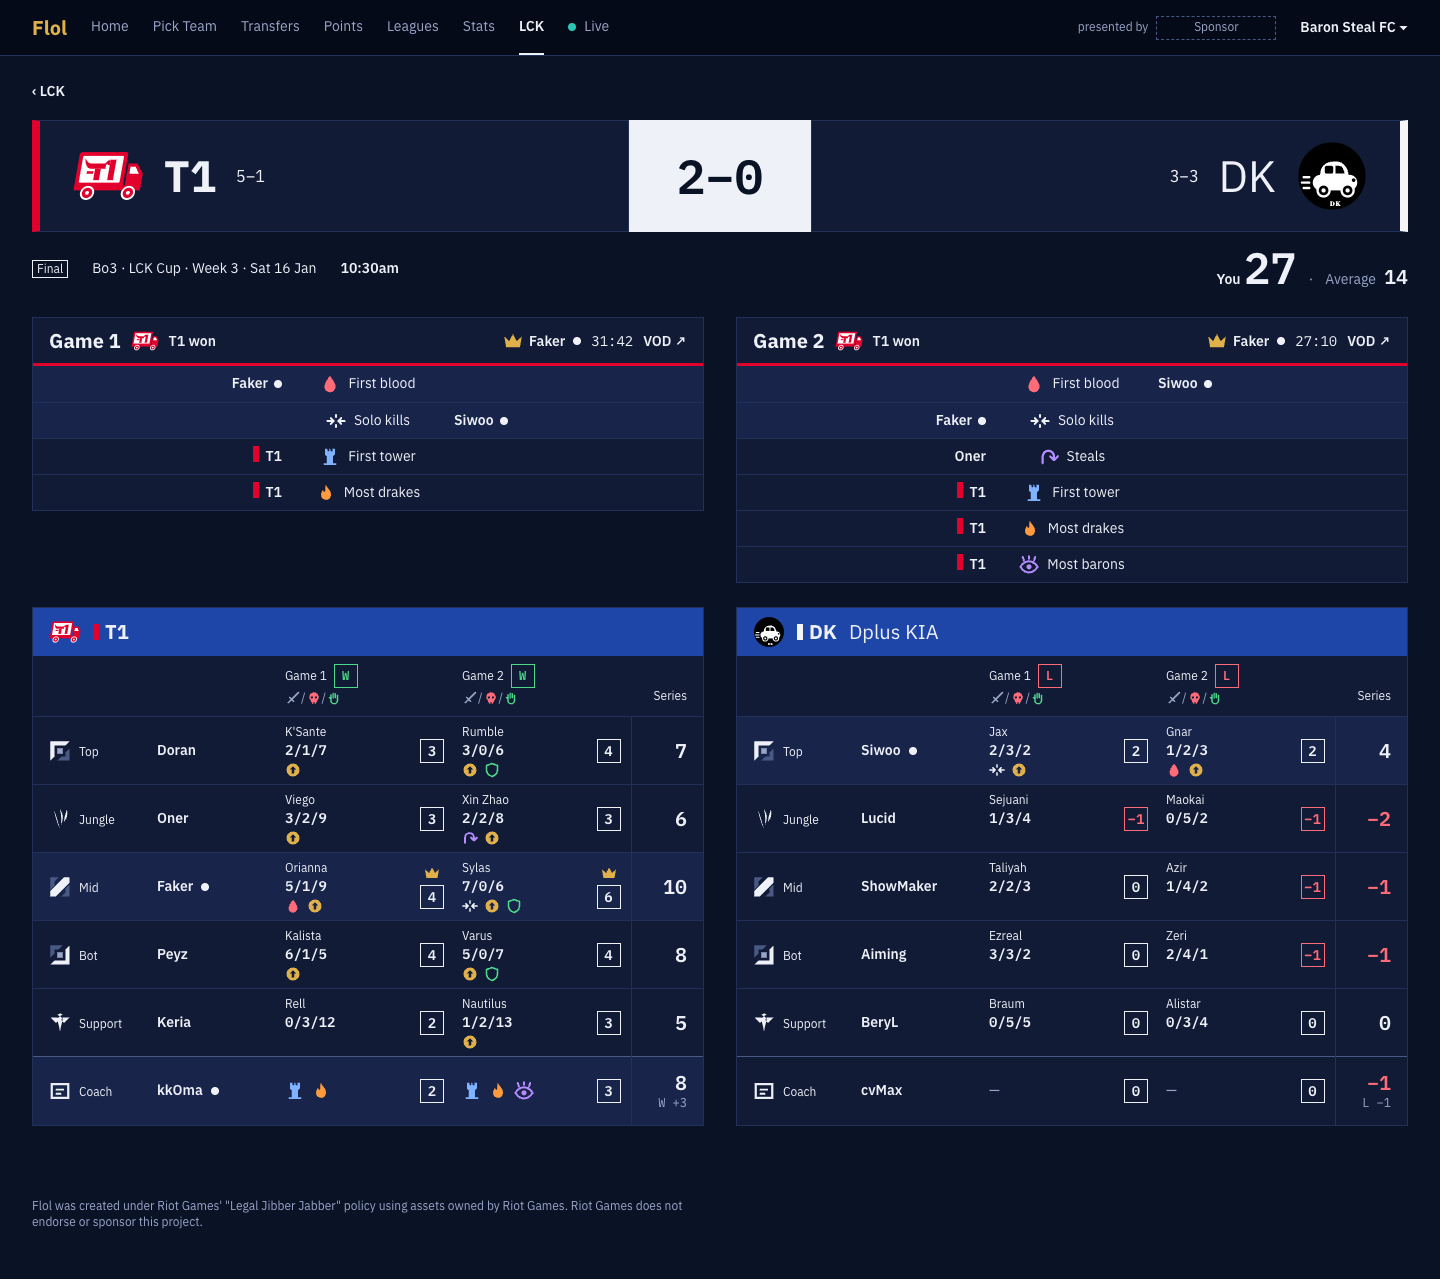 Flol Home Pick Team Transfers Points Leagues Stats LCK Live presented by Sponsor Baron Steal FC
‹ LCK
T1 T1 5–1 2–0 3–3 DK DK
Final Bo3 · LCK Cup · Week 3 · Sat 16 Jan 10:30am You 27 · Average 14
Game 1 T1 T1 won Faker 31:42 VOD ↗
Faker First blood
Solo kills Siwoo
T1 First tower
T1 Most drakes
Game 2 T1 T1 won Faker 27:10 VOD ↗
First blood Siwoo
Faker Solo kills
Oner Steals
T1 First tower
T1 Most drakes
T1 Most barons
T1 T1
Game 1 W Game 2 W
/ / / / Series
Top Doran K'Sante 2/1/7 3 Rumble 3/0/6 4 7
Jungle Oner Viego 3/2/9 3 Xin Zhao 2/2/8 3 6
Mid Faker Orianna 5/1/9 4 Sylas 7/0/6 6 10
Bot Peyz Kalista 6/1/5 4 Varus 5/0/7 4 8
Support Keria Rell 0/3/12 2 Nautilus 1/2/13 3 5
Coach kkOma 2 3 8
W +3
DK Dplus KIA
Game 1 L Game 2 L
/ / / / Series
Top Siwoo Jax 2/3/2 2 Gnar 1/2/3 2 4
Jungle Lucid Sejuani 1/3/4 −1 Maokai 0/5/2 −1 −2
Mid ShowMaker Taliyah 2/2/3 0 Azir 1/4/2 −1 −1
Bot Aiming Ezreal 3/3/2 0 Zeri 2/4/1 −1 −1
Support BeryL Braum 0/5/5 0 Alistar 0/3/4 0 0
Coach cvMax — 0 — 0 −1
L −1
Flol was created under Riot Games' "Legal Jibber Jabber" policy using assets owned by Riot Games. Riot Games does not
endorse or sponsor this project.